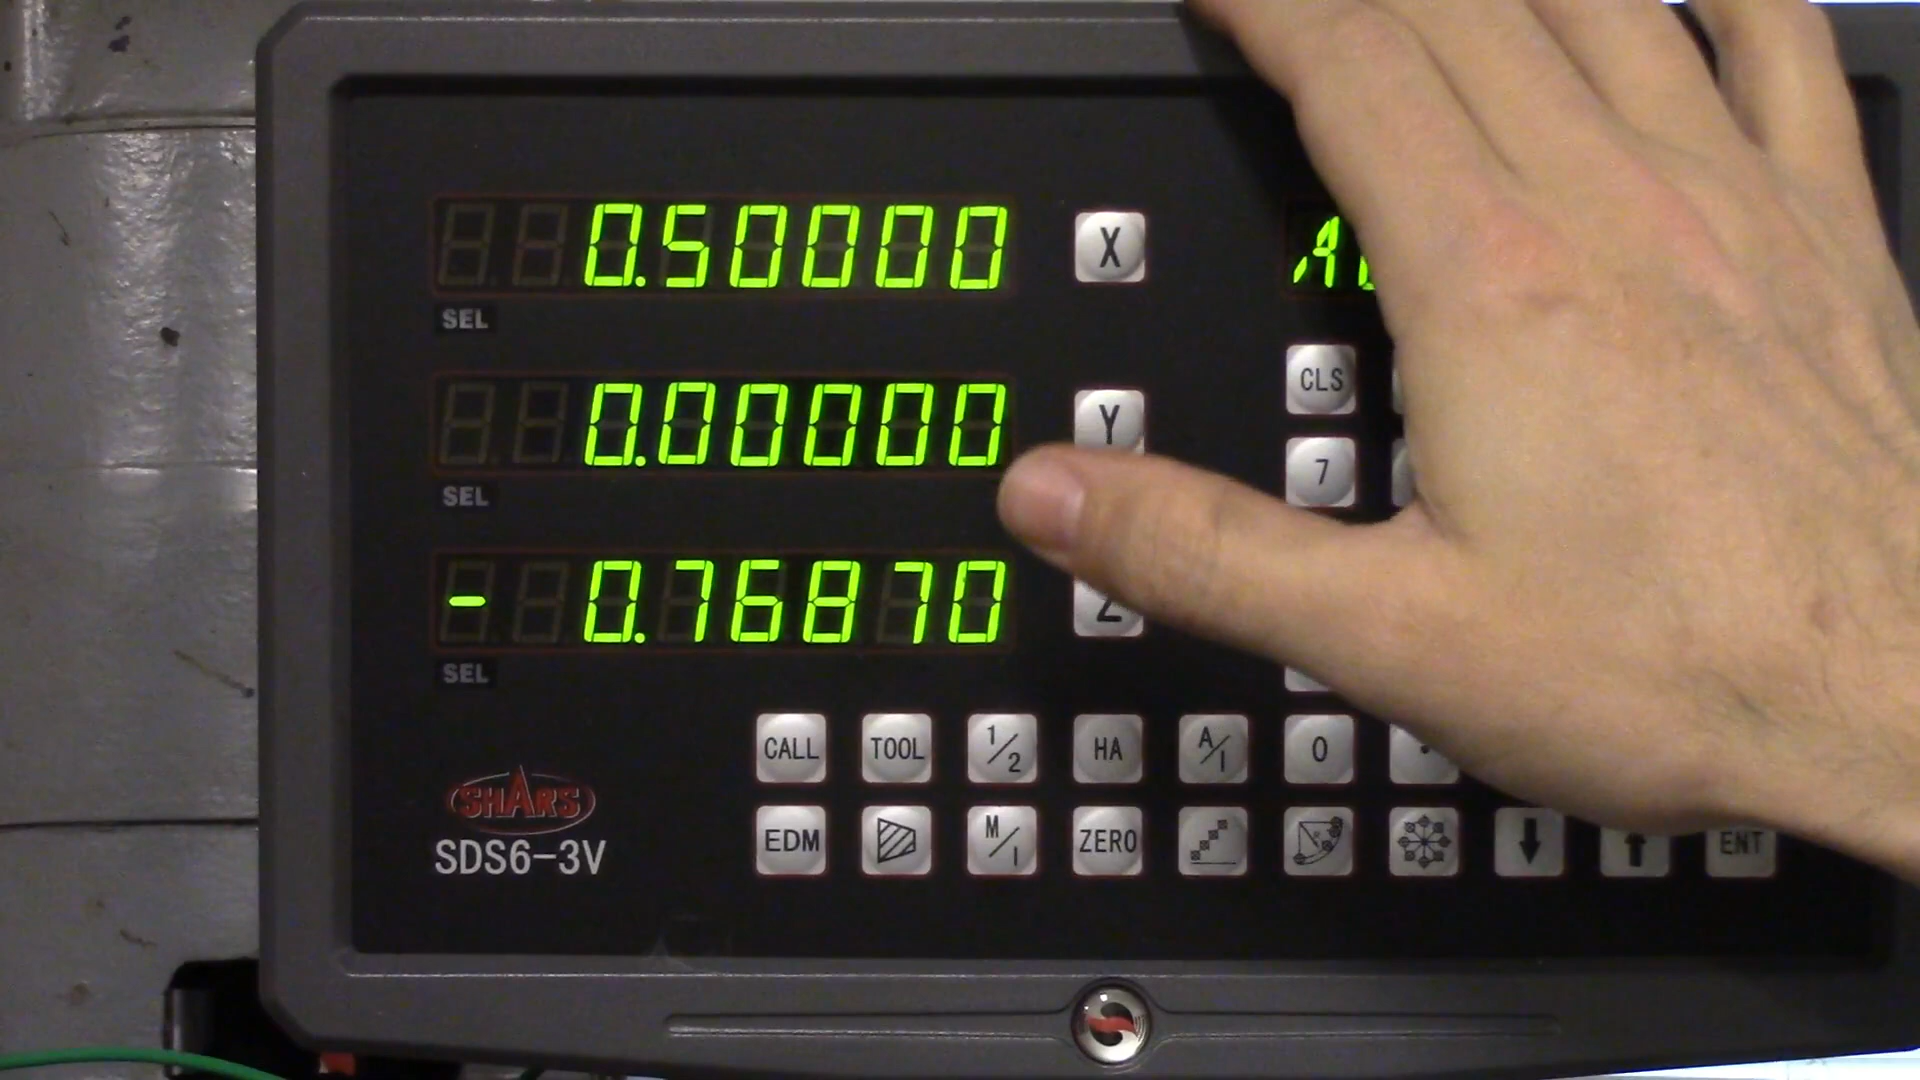 0.50000 X
SEL
CLS
0.00000 Y
7
SEL
-0.76870 Z
SEL
CALL TOOL 1/2 HA A/I 0 .
SHARS
EDM M/I ZERO ENT
SDS6-3V